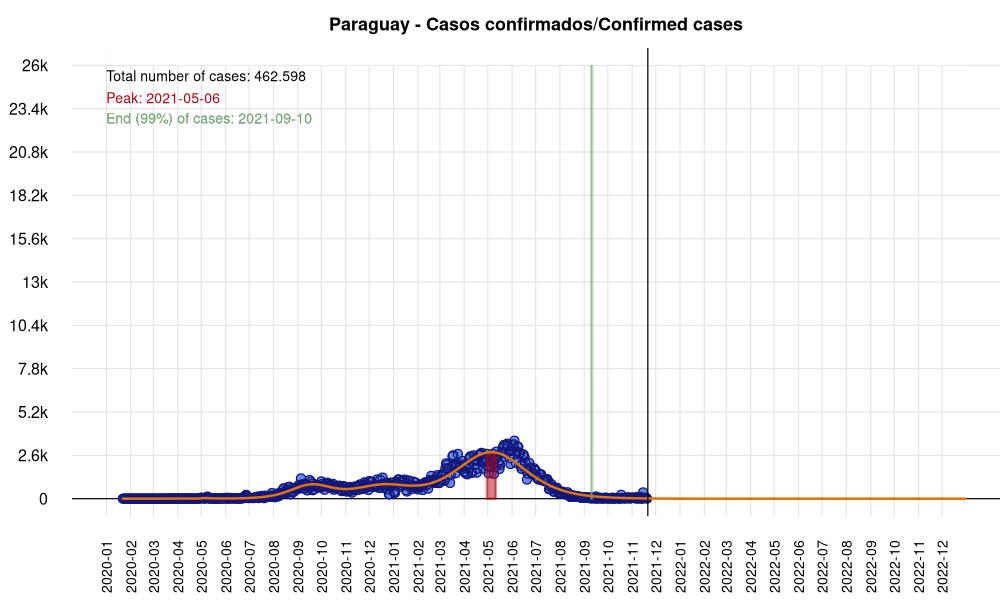 Paraguay - Casos confirmados/Confirmed cases
Total number of cases: 462.598
Peak: 2021-05-06
End (99%) of cases: 2021-09-10
26k
23.4k
20.8k
18.2k
15.6k
13k
10.4k
7.8k
5.2k
2.6k
0
2020-01
2020-02
2020-03
2020-04
2020-05
2020-06
2020-07
2020-08
2020-09
2020-10
2020-11
2020-12
2021-01
2021-02
2021-03
2021-04
2021-05
2021-06
2021-07
2021-08
2021-09
2021-10
2021-11
2021-12
2022-01
2022-02
2022-03
2022-04
2022-05
2022-06
2022-07
2022-08
2022-09
2022-10
2022-11
2022-12